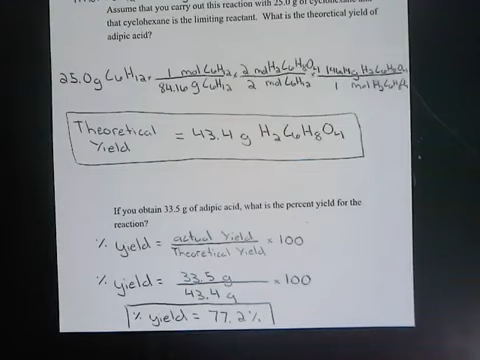 Assume that you carry out this reaction with 25.0 g of cyclohexane and
that cyclohexane is the limiting reactant. What is the theoretical yield of
adipic acid?
25.0g C6H12 × 1 mol C6H12 / 84.16 g C6H12 × 2 mol H2C6H8O4 / 2 mol C6H12 × 146.14g H2C6H8O4 / 1 mol H2C6H8O4
Theoretical Yield = 43.4 g H2C6H8O4
If you obtain 33.5 g of adipic acid, what is the percent yield for the
reaction?
% yield = actual Yield / Theoretical Yield × 100
% yield = 33.5 g / 43.4 g × 100
% yield = 77.2%